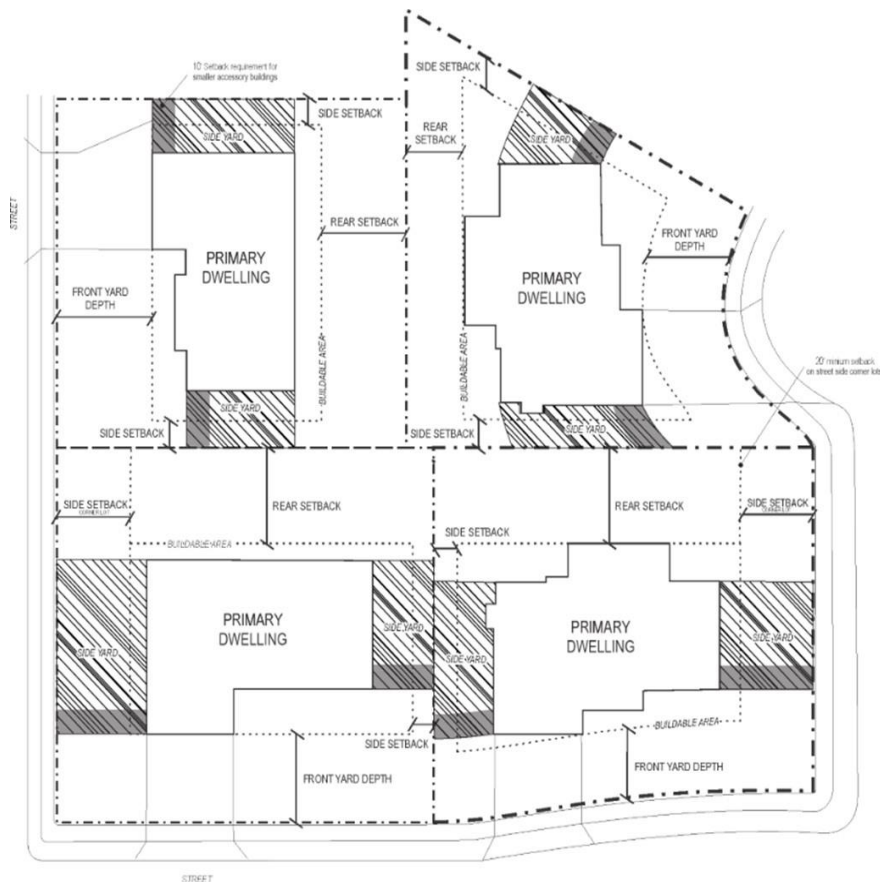 10' Setback requirement for
smaller accessory buildings
SIDE SETBACK
SIDE SETBACK
SIDE YARD
REAR
SETBACK
SIDE YARD
STREET
REAR SETBACK
FRONT YARD
DEPTH
PRIMARY
DWELLING
PRIMARY
DWELLING
FRONT YARD
DEPTH
BUILDABLE AREA
BUILDABLE AREA
20' minium setback
on street side corner lots
SIDE YARD
SIDE SETBACK
SIDE SETBACK
SIDE YARD
SIDE SETBACK
CORNER LOT
REAR SETBACK
REAR SETBACK
SIDE SETBACK
CORNER LOT
BUILDABLE AREA
SIDE SETBACK
PRIMARY
DWELLING
PRIMARY
DWELLING
SIDE YARD
SIDE YARD
SIDE YARD
SIDE YARD
BUILDABLE AREA
SIDE SETBACK
FRONT YARD DEPTH
FRONT YARD DEPTH
STREET